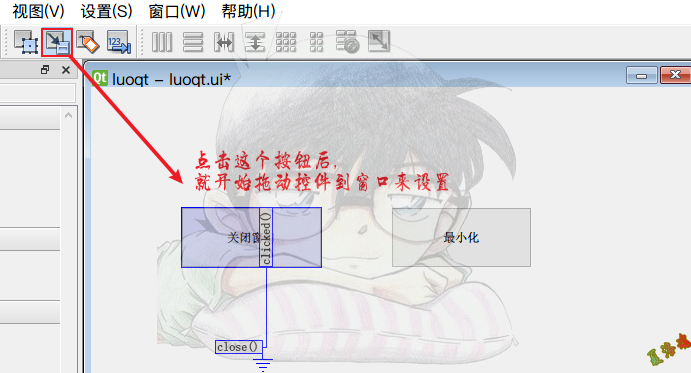 视图(V) 设置(S) 窗口(W) 帮助(H)
123
Qt luoqt - luoqt.ui*
点击这个按钮后,
就开始拖动控件到窗口来设置
关闭窗
clicked()
最小化
close()